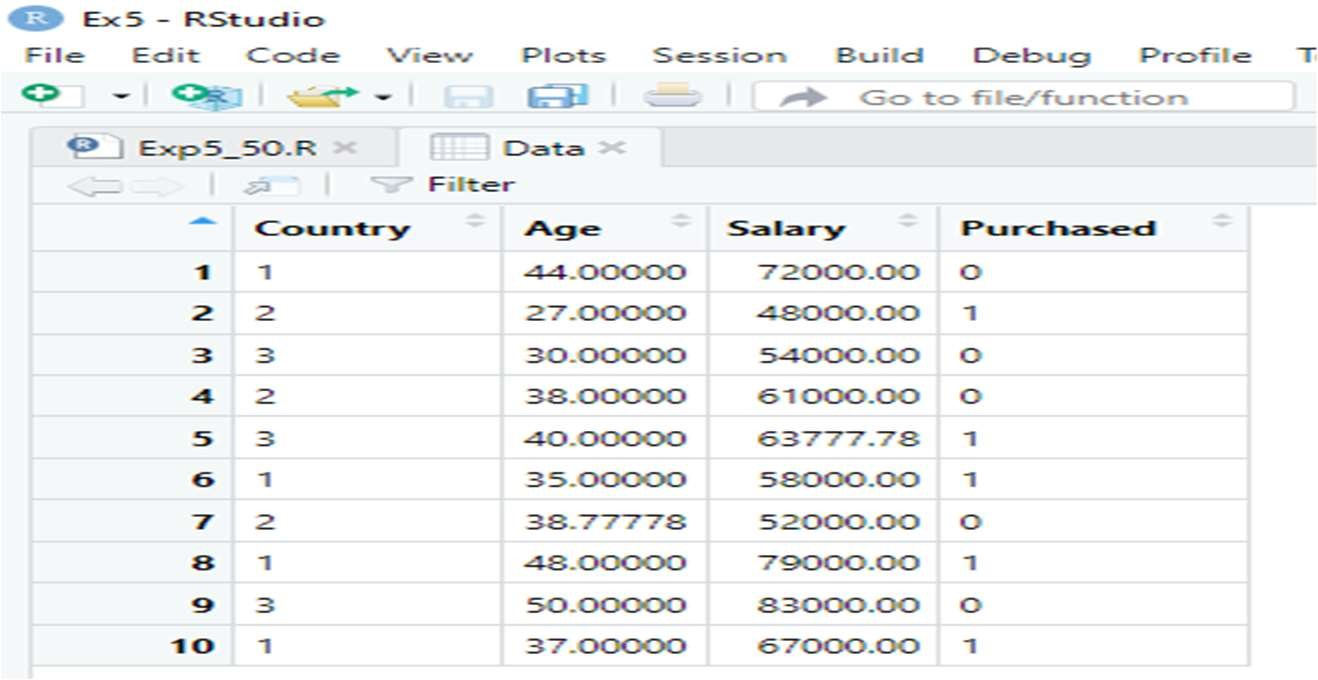 R Ex5 - RStudio
File Edit Code View Plots Session Build Debug Profile
Go to file/function
Exp5_50.R Data
Filter
Country Age Salary Purchased
1 1 44.00000 72000.00 0
2 2 27.00000 48000.00 1
3 3 30.00000 54000.00 0
4 2 38.00000 61000.00 0
5 3 40.00000 63777.78 1
6 1 35.00000 58000.00 1
7 2 38.77778 52000.00 0
8 1 48.00000 79000.00 1
9 3 50.00000 83000.00 0
10 1 37.00000 67000.00 1